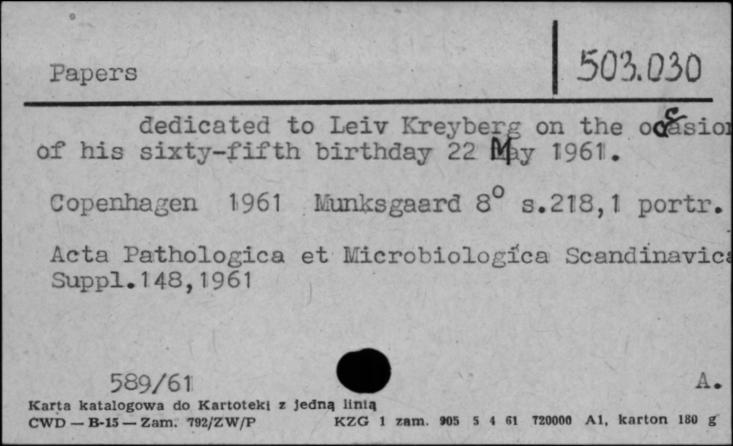 Papers 503.030
dedicated to Leiv Kreyberg on the occasion
of his sixty-fifth birthday 22 May 1961.
Copenhagen 1961 Munksgaard 8° s.218,1 portr.
Acta Pathologica et Microbiologica Scandinavica
Suppl.148,1961
589/61 A.
Karta katalogowa do Kartoteki z jedną linią
CWD — B-15 — Zam. 792/ZW/P KZG 1 zam. 905 5 4 61 720000 A1, karton 180 g